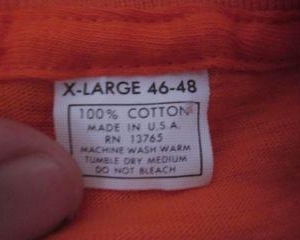 X-LARGE 46-48
100% COTTON
MADE IN U.S.A.
RN 13765
MACHINE WASH WARM
TUMBLE DRY MEDIUM
DO NOT BLEACH